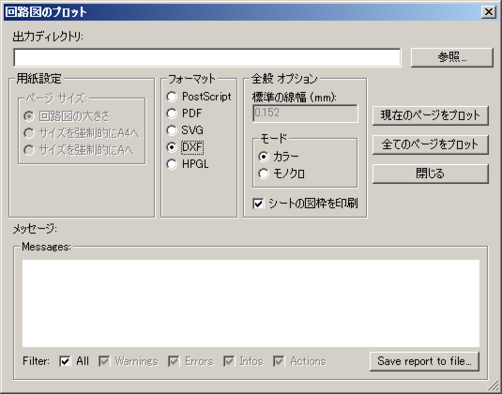 回路図のプロット
出力ディレクトリ:
参照...
用紙設定
ページ サイズ:
回路図の大きさ
サイズを強制的にA4へ
サイズを強制的にAへ
フォーマット
PostScript
PDF
SVG
DXF
HPGL
全般 オプション
標準の線幅 (mm):
0.152
モード
カラー
モノクロ
シートの図枠を印刷
現在のページをプロット
全てのページをプロット
閉じる
メッセージ:
Messages:
Filter: All Warnings Errors Infos Actions
Save report to file...